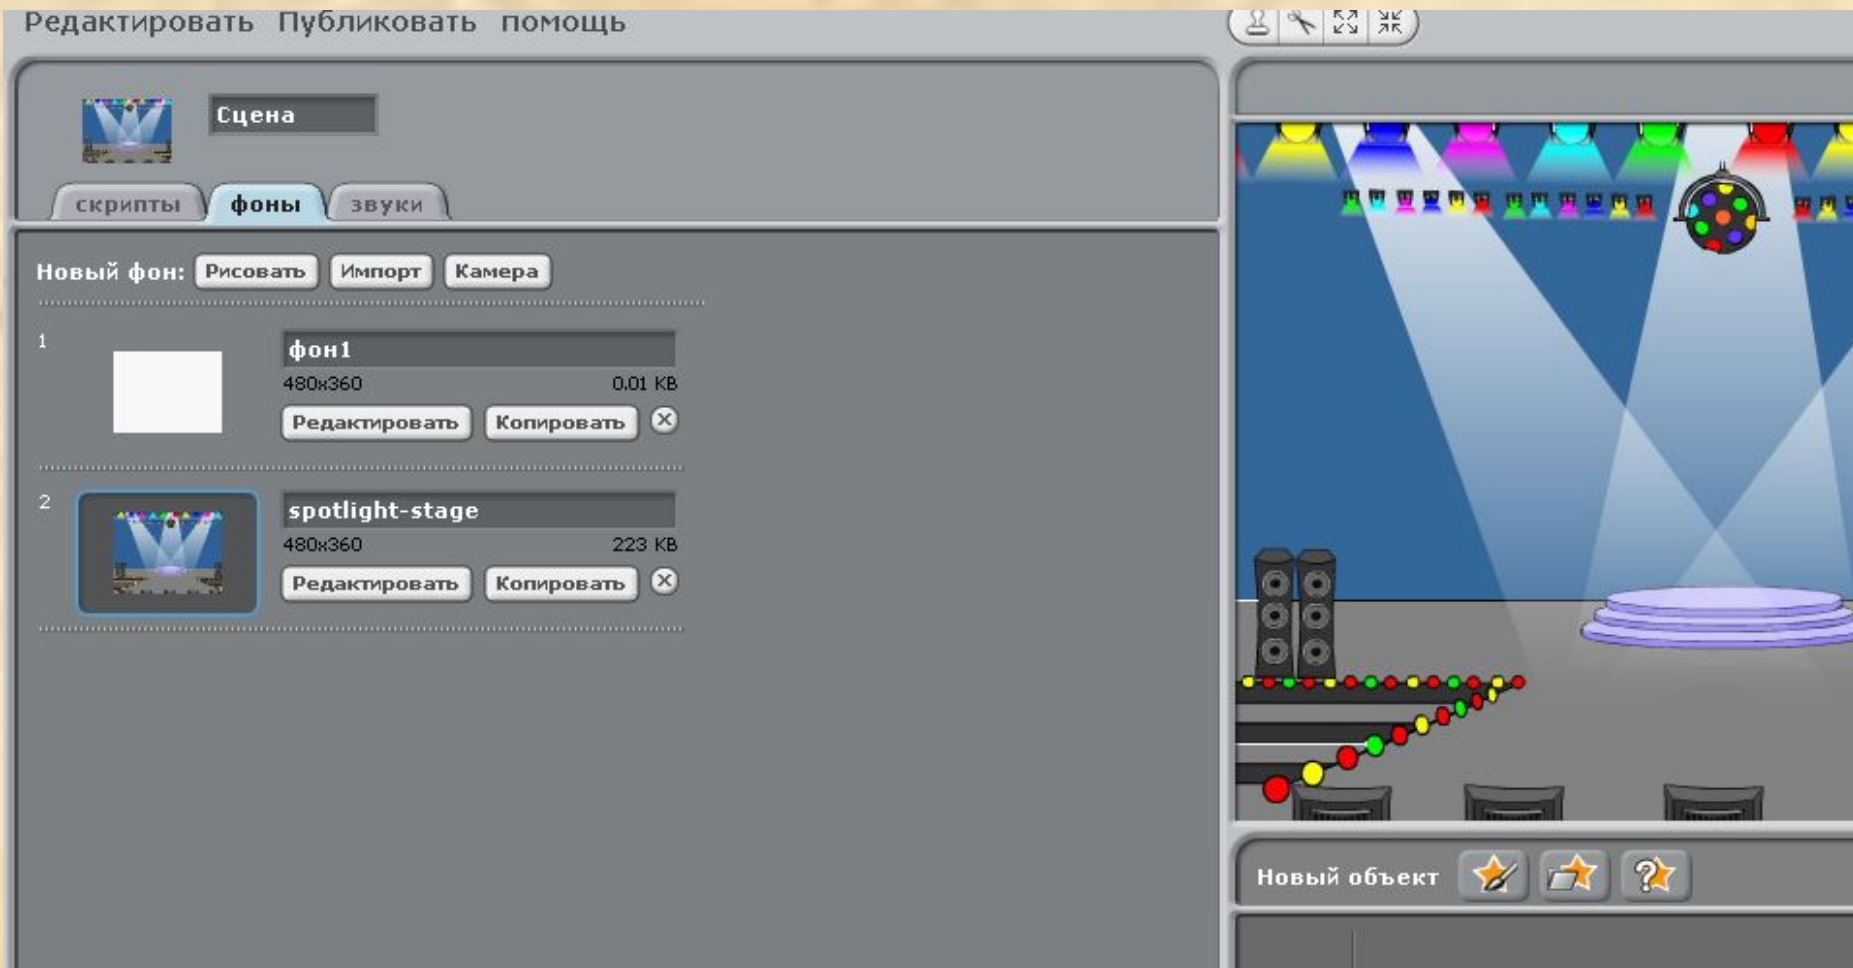 Редактировать Публиковать помощь
Сцена
скрипты фоны звуки
Новый фон: Рисовать Импорт Камера
1
фон1
480x360 0.01 KB
Редактировать Копировать
2
spotlight-stage
480x360 223 KB
Редактировать Копировать
Новый объект